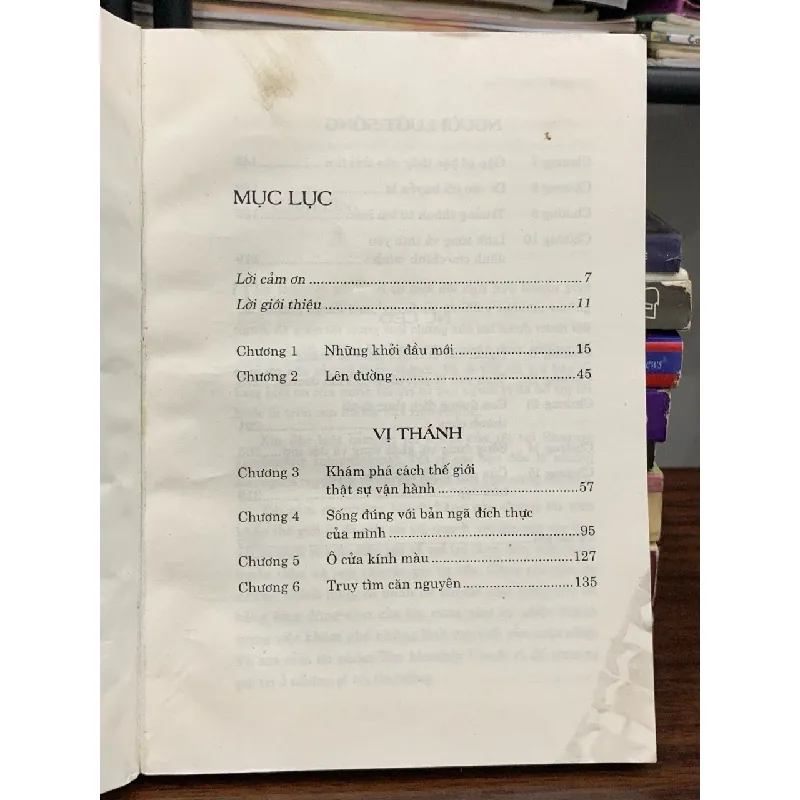 MỤC LỤC
Lời cảm ơn ........ 7
Lời giới thiệu ........ 11
Chương 1 Những khởi đầu mới ........ 15
Chương 2 Lên đường ........ 45
VỊ THÁNH
Chương 3 Khám phá cách thế giới
thật sự vận hành ........ 57
Chương 4 Sống đúng với bản ngã đích thực
của mình ........ 95
Chương 5 Ô cửa kính màu ........ 127
Chương 6 Truy tìm căn nguyên ........ 135